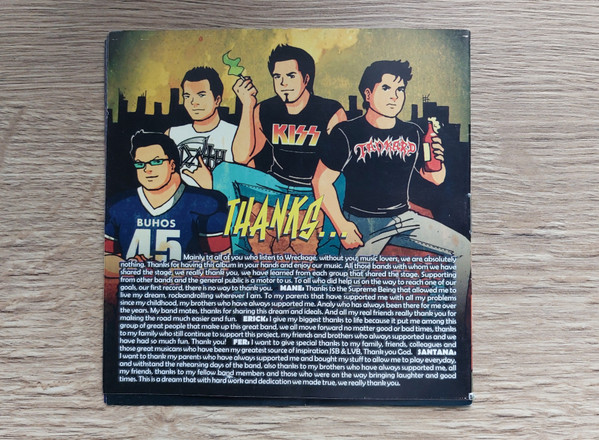 DEATH
KISS
TANKARD
BUHOS
45
THANKS...
Mainly to all of you who listen to Wreckage, without you, music lovers, we are absolutely
nothing. Thanks for having this album in your hands and enjoy our music. All those bands with whom we have
shared the stage, we really thank you, we have learned from each group that shared the stage. Supporting
from other bands and the general public is a motor to us. To all who did help us on the way to reach one of our
goals, our first record, there is no way to thank you. MANE: Thanks to the Supreme Being that allowed me to
live my dream, rockandrolling wherever I am. To my parents that have supported me with all my problems
since my childhood, my brothers who have always supported me. Analy who has always been there for me over
the years. My band mates, thanks for sharing this dream and ideals. And all my real friends really thank you for
making the road much easier and fun. ERICK: I give my biggest thanks to life because it put me among this
group of great people that make up this great band, we all move forward no matter good or bad times, thanks
to my family who still continue to support this project, my friends and brothers who always supported us and we
have had so much fun. Thank you! FER: I want to give special thanks to my family, friends, colleagues and
those great musicians who have been my greatest source of inspiration JSB & LVB, Thank you God. SANTANA:
I want to thank my parents who have always supported me and bought my stuff to allow me to play everyday,
and withstand the rehearsing days of the band, also thanks to my brothers who have always supported me, all
my friends, thanks to my fellow band members and those who were on the way bringing laughter and good
times. This is a dream that with hard work and dedication we made true, we really thank you.